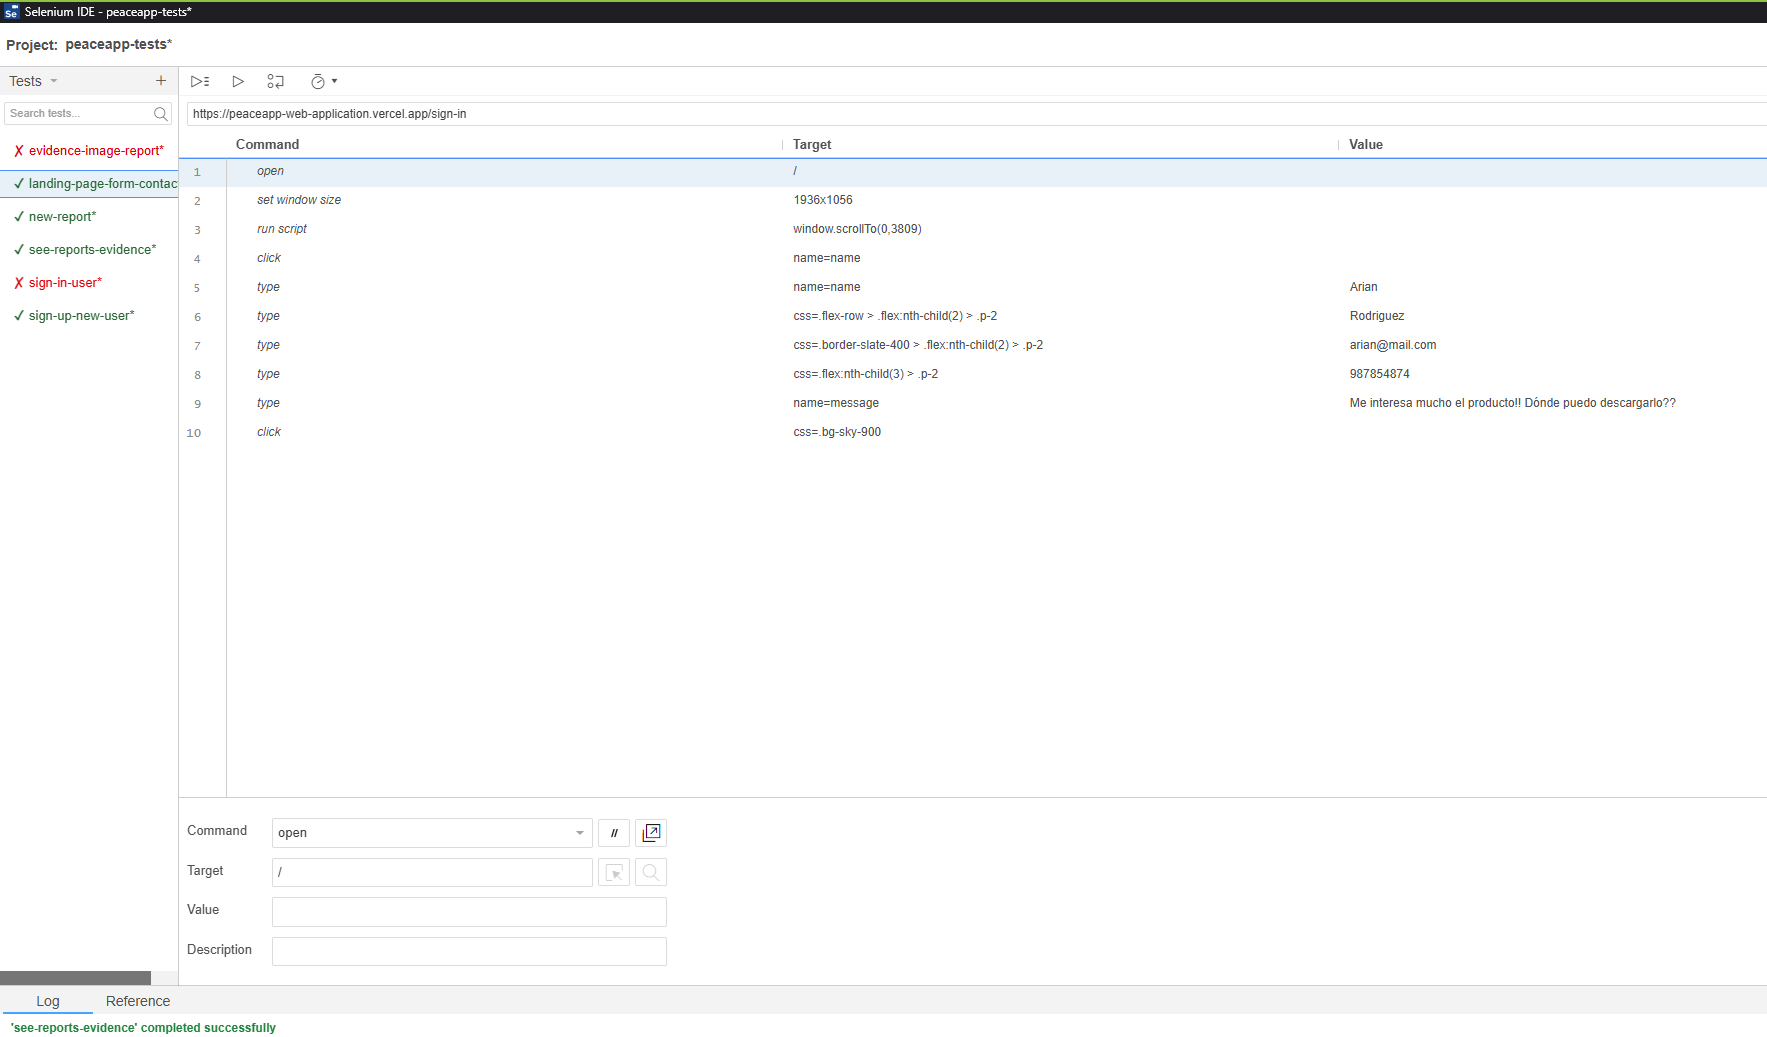 Selenium IDE - peaceapp-tests*
Project: peaceapp-tests*
Tests
Search tests...
evidence-image-report*
landing-page-form-contac
new-report*
see-reports-evidence*
sign-in-user*
sign-up-new-user*
https://peaceapp-web-application.vercel.app/sign-in
Command Target Value
1 open /
2 set window size 1936x1056
3 run script window.scrollTo(0,3809)
4 click name=name
5 type name=name Arian
6 type css=.flex-row > .flex:nth-child(2) > .p-2 Rodriguez
7 type css=.border-slate-400 > .flex:nth-child(2) > .p-2 arian@mail.com
8 type css=.flex:nth-child(3) > .p-2 987854874
9 type name=message Me interesa mucho el producto!! Dónde puedo descargarlo??
10 click css=.bg-sky-900
Command open //
Target /
Value
Description
Log Reference
'see-reports-evidence' completed successfully